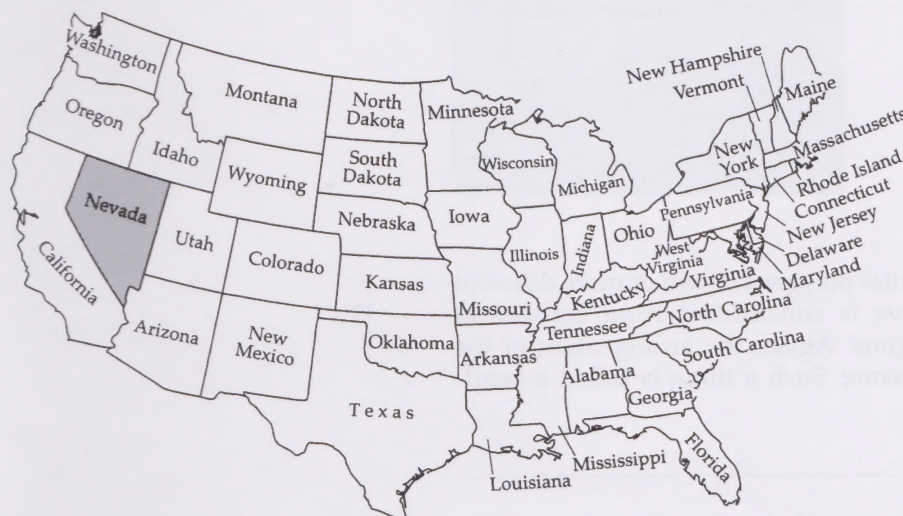 Washington
Oregon
California
Nevada
Idaho
Montana
Wyoming
Utah
Arizona
Colorado
New
Mexico
North
Dakota
South
Dakota
Nebraska
Kansas
Oklahoma
Texas
Minnesota
Iowa
Missouri
Arkansas
Louisiana
Wisconsin
Illinois
Michigan
Indiana
Ohio
Kentucky
Tennessee
Mississippi
Alabama
Georgia
Florida
South Carolina
North Carolina
Virginia
West
Virginia
Maryland
Delaware
New Jersey
Pennsylvania
New
York
Connecticut
Rhode Island
Massachusetts
Vermont
New Hampshire
Maine